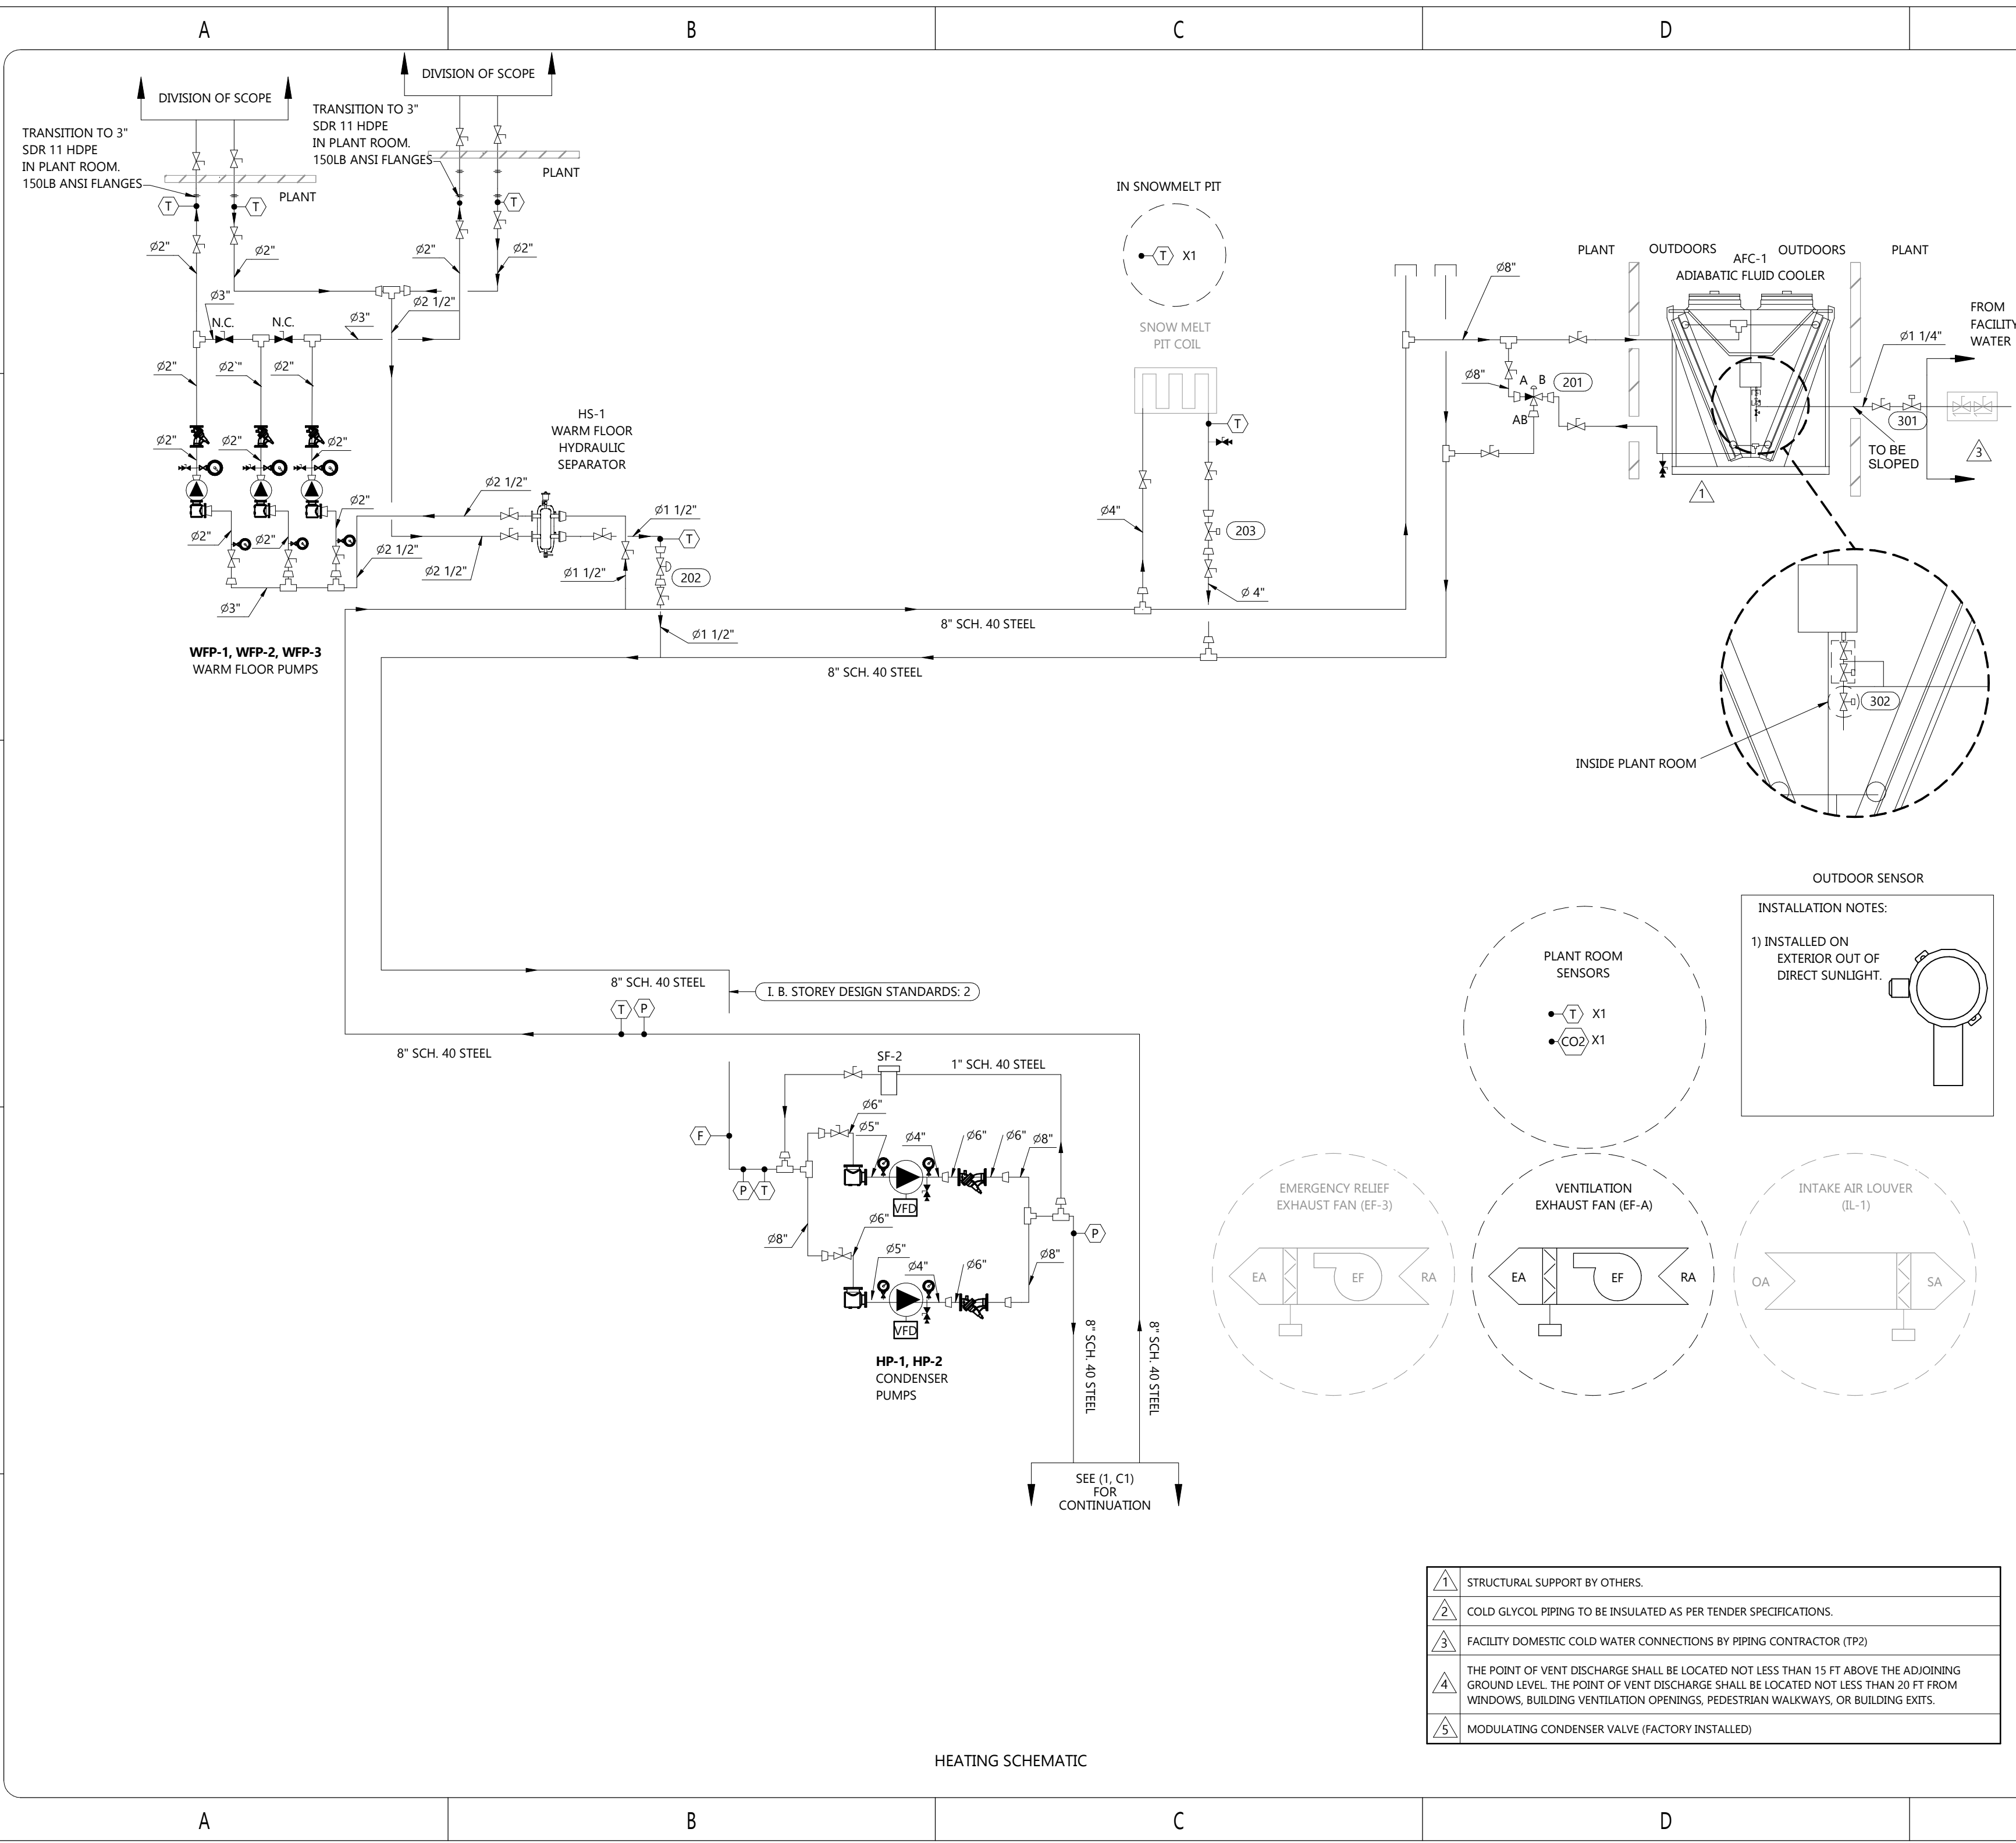 A
B
C
D
DIVISION OF SCOPE
DIVISION OF SCOPE
TRANSITION TO 3"
SDR 11 HDPE
IN PLANT ROOM.
150LB ANSI FLANGES
TRANSITION TO 3"
SDR 11 HDPE
IN PLANT ROOM.
150LB ANSI FLANGES
PLANT
PLANT
T
T
T
Ø2"
Ø2"
Ø2"
Ø2"
Ø3"
N.C.
N.C.
Ø3"
Ø2 1/2"
Ø2"
Ø2`"
Ø2"
Ø2"
Ø2"
Ø2"
Ø2"
Ø2"
Ø2"
Ø2 1/2"
Ø3"
WFP-1, WFP-2, WFP-3
WARM FLOOR PUMPS
HS-1
WARM FLOOR
HYDRAULIC
SEPARATOR
Ø2 1/2"
Ø2 1/2"
Ø1 1/2"
Ø1 1/2"
T
202
Ø1 1/2"
8" SCH. 40 STEEL
8" SCH. 40 STEEL
IN SNOWMELT PIT
T X1
SNOW MELT
PIT COIL
T
Ø4"
203
Ø 4"
Ø8"
Ø8"
A
B
AB
201
PLANT
OUTDOORS
OUTDOORS
PLANT
AFC-1
ADIABATIC FLUID COOLER
FROM
FACILITY
WATER
Ø1 1/4"
301
TO BE
SLOPED
3
1
302
INSIDE PLANT ROOM
OUTDOOR SENSOR
INSTALLATION NOTES:
1) INSTALLED ON
EXTERIOR OUT OF
DIRECT SUNLIGHT.
PLANT ROOM
SENSORS
T X1
CO2 X1
8" SCH. 40 STEEL
I. B. STOREY DESIGN STANDARDS: 2
T
P
8" SCH. 40 STEEL
SF-2
1" SCH. 40 STEEL
F
P
T
Ø6"
Ø5"
Ø4"
Ø6"
Ø6"
Ø8"
VFD
Ø8"
Ø6"
Ø5"
Ø4"
Ø6"
Ø8"
P
VFD
HP-1, HP-2
CONDENSER
PUMPS
8" SCH. 40 STEEL
8" SCH. 40 STEEL
SEE (1, C1)
FOR
CONTINUATION
EMERGENCY RELIEF
EXHAUST FAN (EF-3)
EA
EF
RA
VENTILATION
EXHAUST FAN (EF-A)
EA
EF
RA
INTAKE AIR LOUVER
(IL-1)
OA
SA
1 STRUCTURAL SUPPORT BY OTHERS.
2 COLD GLYCOL PIPING TO BE INSULATED AS PER TENDER SPECIFICATIONS.
3 FACILITY DOMESTIC COLD WATER CONNECTIONS BY PIPING CONTRACTOR (TP2)
4 THE POINT OF VENT DISCHARGE SHALL BE LOCATED NOT LESS THAN 15 FT ABOVE THE ADJOINING
GROUND LEVEL. THE POINT OF VENT DISCHARGE SHALL BE LOCATED NOT LESS THAN 20 FT FROM
WINDOWS, BUILDING VENTILATION OPENINGS, PEDESTRIAN WALKWAYS, OR BUILDING EXITS.
5 MODULATING CONDENSER VALVE (FACTORY INSTALLED)
HEATING SCHEMATIC
A
B
C
D